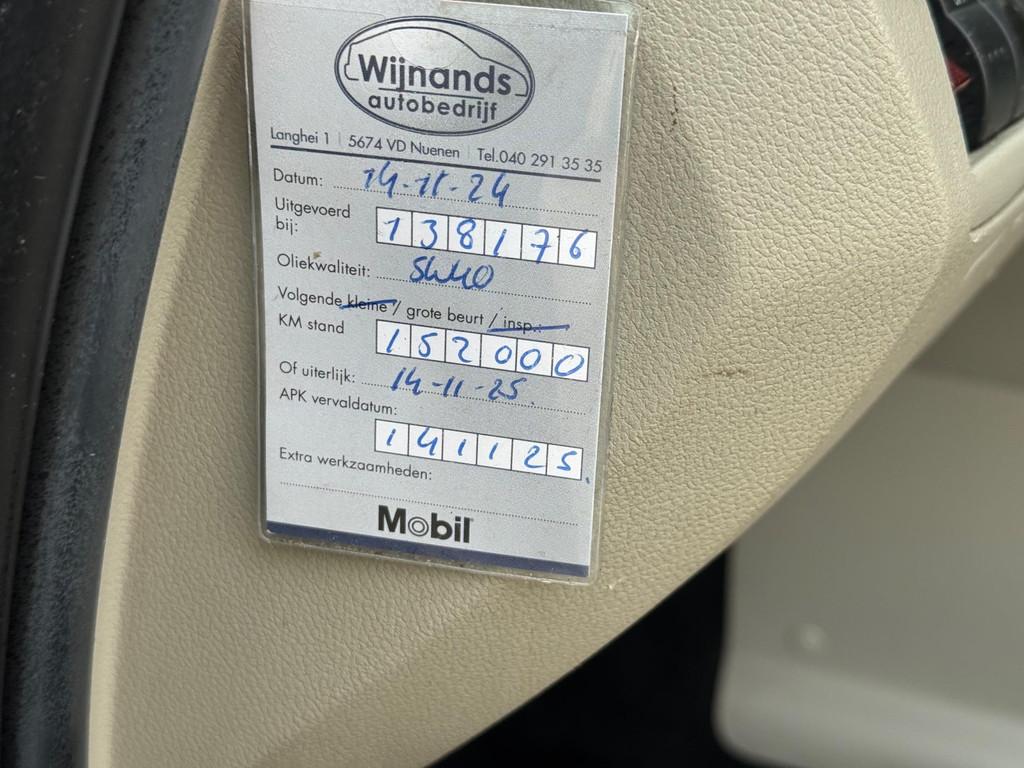 Wijnands
autobedrijf
Langhei 1 | 5674 VD Nuenen | Tel.040 291 35 35
Datum: 14-11-24
Uitgevoerd
bij: 138176
Oliekwaliteit: 5W40
Volgende kleine / grote beurt / insp.:
KM stand 152000
Of uiterlijk: 14-11-25.
APK vervaldatum:
141125.
Extra werkzaamheden:
Mobil